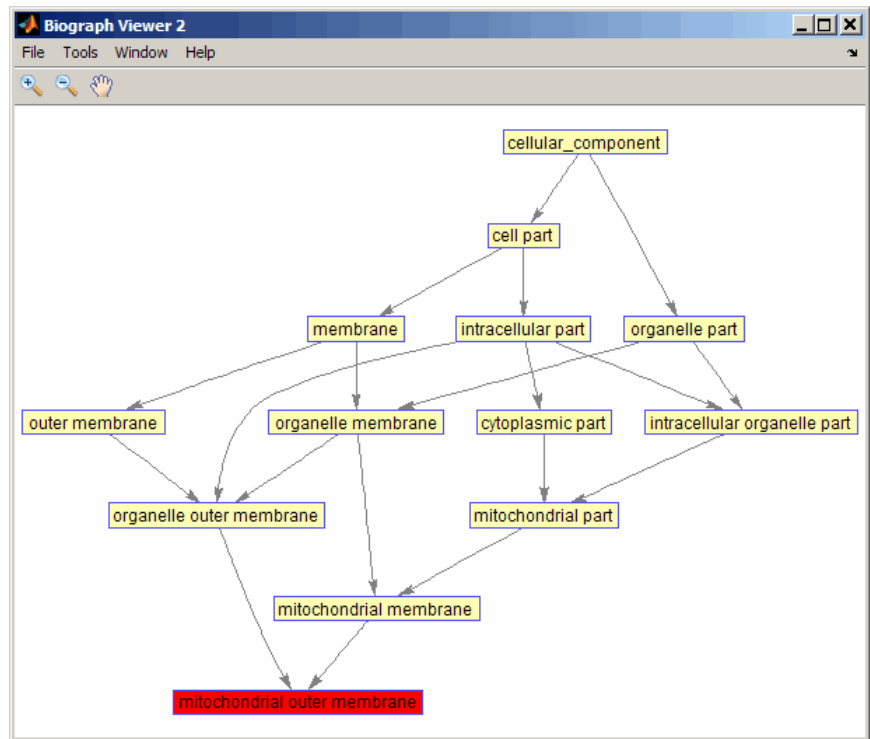 Biograph Viewer 2
File Tools Window Help
cellular_component
cell part
membrane
intracellular part
organelle part
outer membrane
organelle membrane
cytoplasmic part
intracellular organelle part
organelle outer membrane
mitochondrial part
mitochondrial membrane
mitochondrial outer membrane